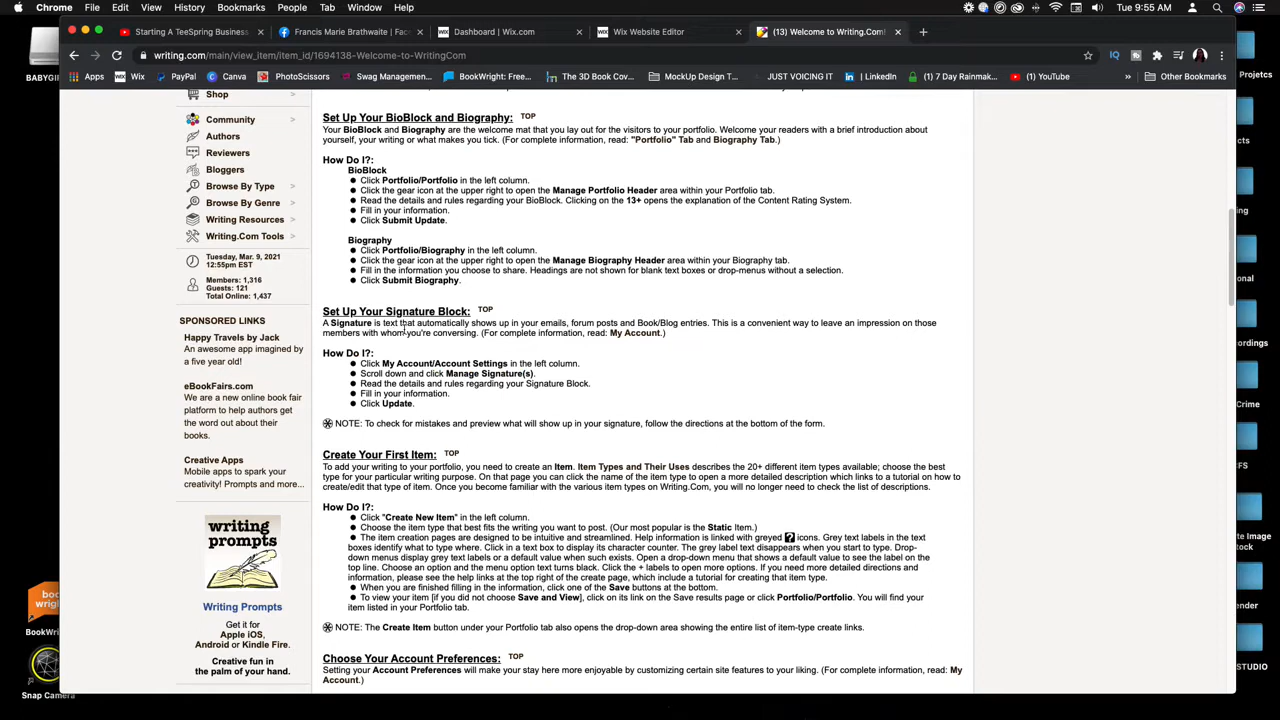 Chrome File Edit View History Bookmarks People Tab Window Help
Tue 9:55 AM
Starting A TeeSpring Business
Francis Marie Brathwaite | Fac
Dashboard | Wix.com
Wix Website Editor
(13) Welcome to Writing.Com!
writing.com/main/view_item/item_id/1694138-Welcome-to-WritingCom
Apps Wix PayPal Canva PhotoScissors Swag Managemen... BookWright: Free... The 3D Book Cov... MockUp Design T... JUST VOICING IT LinkedIn (1) 7 Day Rainmak... (1) YouTube » Other Bookmarks
BABYGI
Shop >
Community >
Authors
Reviewers
Bloggers
Browse By Type >
Browse By Genre >
Writing Resources >
Writing.Com Tools >
Tuesday, Mar. 9, 2021
12:55pm EST
Members: 1,316
Guests: 121
Total Online: 1,437
SPONSORED LINKS
Happy Travels by Jack
An awesome app imagined by
a five year old!
eBookFairs.com
We are a new online book fair
platform to help authors get
the word out about their
books.
Creative Apps
Mobile apps to spark your
creativity! Prompts and more...
writing
prompts
Writing Prompts
Get it for
Apple iOS,
Android or Kindle Fire.
Creative fun in
the palm of your hand.
Set Up Your BioBlock and Biography: TOP
Your BioBlock and Biography are the welcome mat that you lay out for the visitors to your portfolio. Welcome your readers with a brief introduction about
yourself, your writing or what makes you tick. (For complete information, read: "Portfolio" Tab and Biography Tab.)
How Do I?:
BioBlock
● Click Portfolio/Portfolio in the left column.
● Click the gear icon at the upper right to open the Manage Portfolio Header area within your Portfolio tab.
● Read the details and rules regarding your BioBlock. Clicking on the 13+ opens the explanation of the Content Rating System.
● Fill in your information.
● Click Submit Update.
Biography
● Click Portfolio/Biography in the left column.
● Click the gear icon at the upper right to open the Manage Biography Header area within your Biography tab.
● Fill in the information you choose to share. Headings are not shown for blank text boxes or drop-menus without a selection.
● Click Submit Biography.
Set Up Your Signature Block: TOP
A Signature is text that automatically shows up in your emails, forum posts and Book/Blog entries. This is a convenient way to leave an impression on those
members with whom you're conversing. (For complete information, read: My Account.)
How Do I?:
● Click My Account/Account Settings in the left column.
● Scroll down and click Manage Signature(s).
● Read the details and rules regarding your Signature Block.
● Fill in your information.
● Click Update.
NOTE: To check for mistakes and preview what will show up in your signature, follow the directions at the bottom of the form.
Create Your First Item: TOP
To add your writing to your portfolio, you need to create an Item. Item Types and Their Uses describes the 20+ different item types available; choose the best
type for your particular writing purpose. On that page you can click the name of the item type to open a more detailed description which links to a tutorial on how to
create/edit that type of item. Once you become familiar with the various item types on Writing.Com, you will no longer need to check the list of descriptions.
How Do I?:
● Click "Create New Item" in the left column.
● Choose the item type that best fits the writing you want to post. (Our most popular is the Static Item.)
● The item creation pages are designed to be intuitive and streamlined. Help information is linked with greyed ? icons. Grey text labels in the text
boxes identify what to type where. Click in a text box to display its character counter. The grey label text disappears when you start to type. Drop-
down menus display grey text labels or a default value when such exists. Open a drop-down menu that shows a default value to see the label on the
top line. Choose an option and the menu option text turns black. Click the + labels to open more options. If you need more detailed directions and
information, please see the help links at the top right of the create page, which include a tutorial for creating that item type.
● When you are finished filling in the information, click one of the Save buttons at the bottom.
● To view your item [if you did not choose Save and View], click on its link on the Save results page or click Portfolio/Portfolio. You will find your
item listed in your Portfolio tab.
NOTE: The Create Item button under your Portfolio tab also opens the drop-down area showing the entire list of item-type create links.
Choose Your Account Preferences: TOP
Setting your Account Preferences will make your stay here more enjoyable by customizing certain site features to your liking. (For complete information, read: My
Account.)
BookWri
Snap Camera
Projetcs
ing
cts
cordings
Crime
CFS
te Image
stock
ender
STUDIO